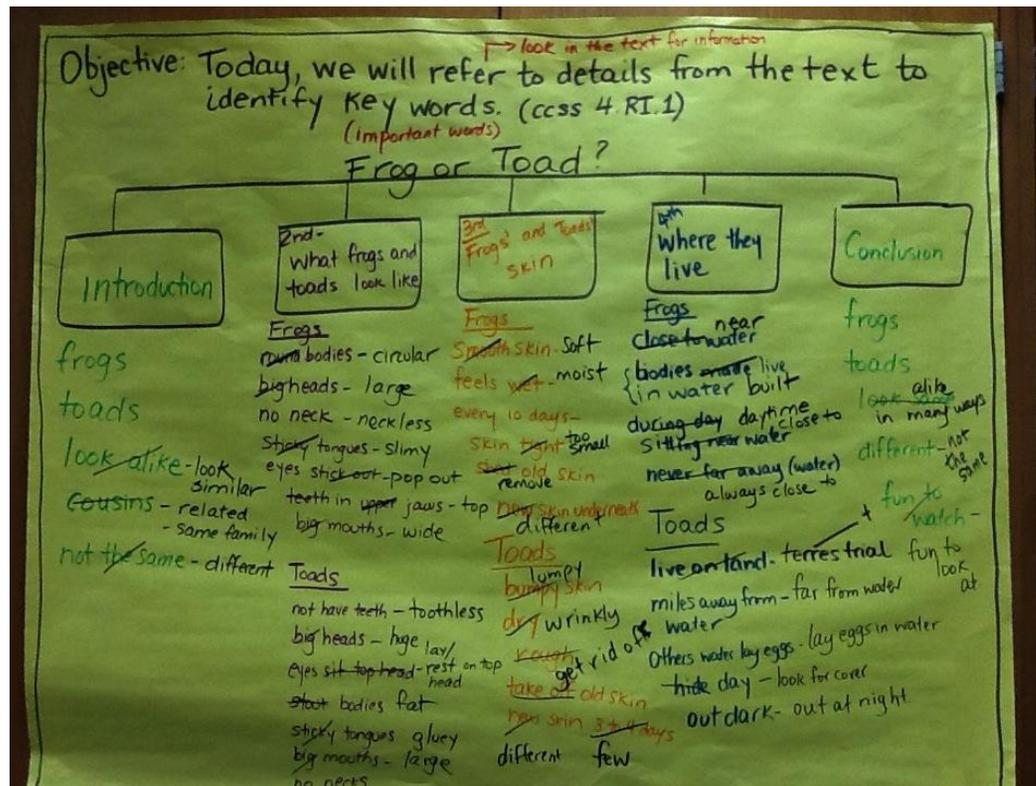 look in the text for information
Objective: Today, we will refer to details from the text to
identify key words. (ccss 4.RI.1)
(important words)
Frog or Toad?
Introduction
frogs
toads
look alike - look
similar
cousins - related
- same family
not the same - different
2nd-
What frogs and
toads look like
Frogs
round bodies - circular
big heads - large
no neck - neckless
sticky tongues - slimy
eyes stick out - pop out
teeth in upper jaws - top
big mouths - wide
Toads
not have teeth - toothless
big heads - huge
lay/
eyes sit top head - rest on top
head
stout bodies fat
sticky tongues gluey
big mouths - large
no necks
3rd
Frogs' and Toads'
skin
Frogs
Smooth skin - soft
feels wet - moist
every 10 days -
too
skin tight small
shed old skin
remove
new skin underneath
different
Toads
lumpy
bumpy skin
dry wrinkly
rough
get rid off
take off old skin
new skin 3 to 4 days
different few
4th
where they
live
Frogs
near
close to water
bodies made live
in water built
during day daytime
close to
sitting near water
never far away (water)
always close to
Toads
live on land - terrestrial
miles away from - far from water
water
Others water lay eggs - lay eggs in water
hide day - look for cover
out dark - out at night
Conclusion
frogs
toads
alike
look same
in many ways
different - not
the
same
fun to
watch -
fun to
look
at